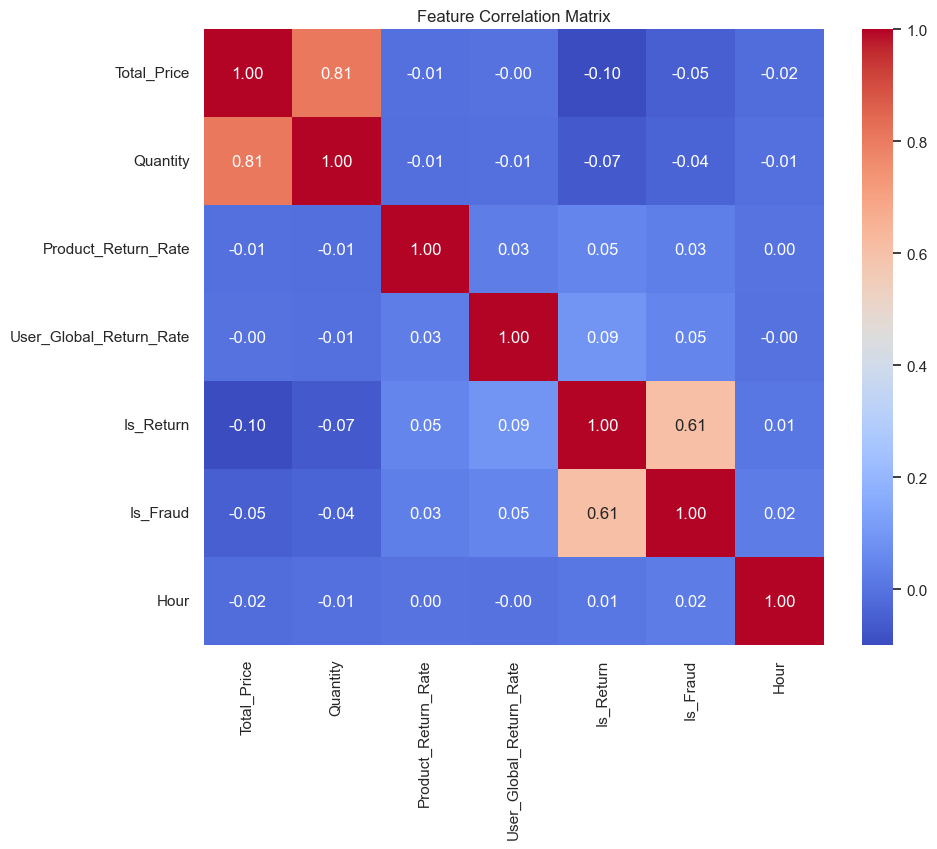 Feature Correlation Matrix
Total_Price 1.00 0.81 -0.01 -0.00 -0.10 -0.05 -0.02
Quantity 0.81 1.00 -0.01 -0.01 -0.07 -0.04 -0.01
Product_Return_Rate -0.01 -0.01 1.00 0.03 0.05 0.03 0.00
User_Global_Return_Rate -0.00 -0.01 0.03 1.00 0.09 0.05 -0.00
Is_Return -0.10 -0.07 0.05 0.09 1.00 0.61 0.01
Is_Fraud -0.05 -0.04 0.03 0.05 0.61 1.00 0.02
Hour -0.02 -0.01 0.00 -0.00 0.01 0.02 1.00
Total_Price
Quantity
Product_Return_Rate
User_Global_Return_Rate
Is_Return
Is_Fraud
Hour
1.0
0.8
0.6
0.4
0.2
0.0